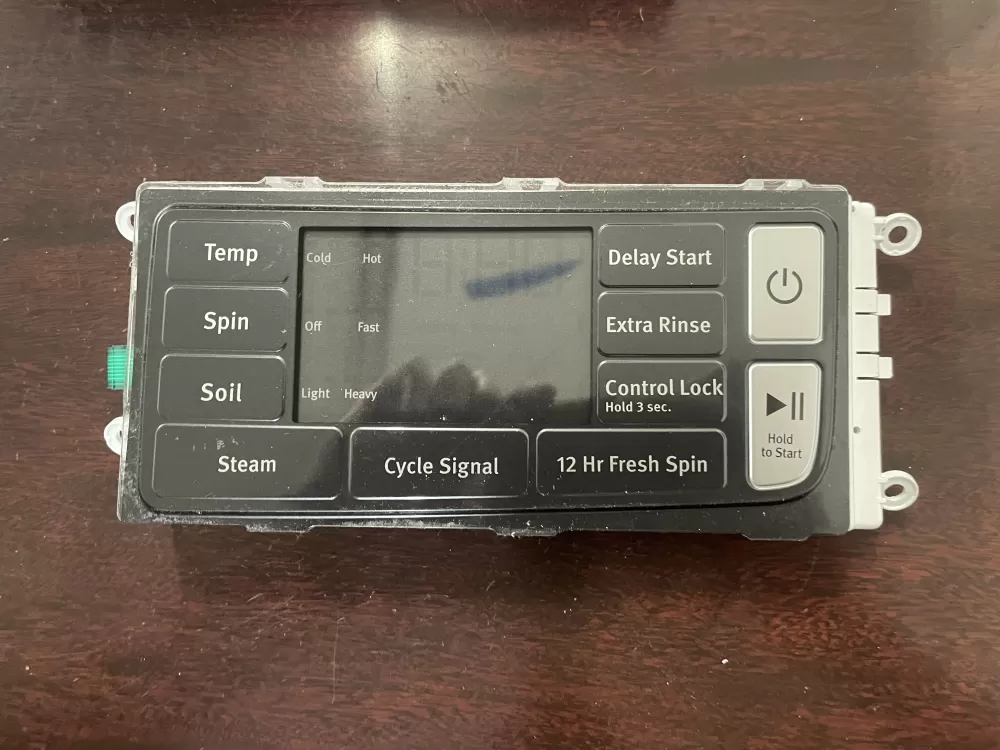 Temp
Cold Hot
Delay Start
Spin
Off Fast
Extra Rinse
Soil
Light Heavy
Control Lock
Hold 3 sec.
Hold
to Start
Steam
Cycle Signal
12 Hr Fresh Spin